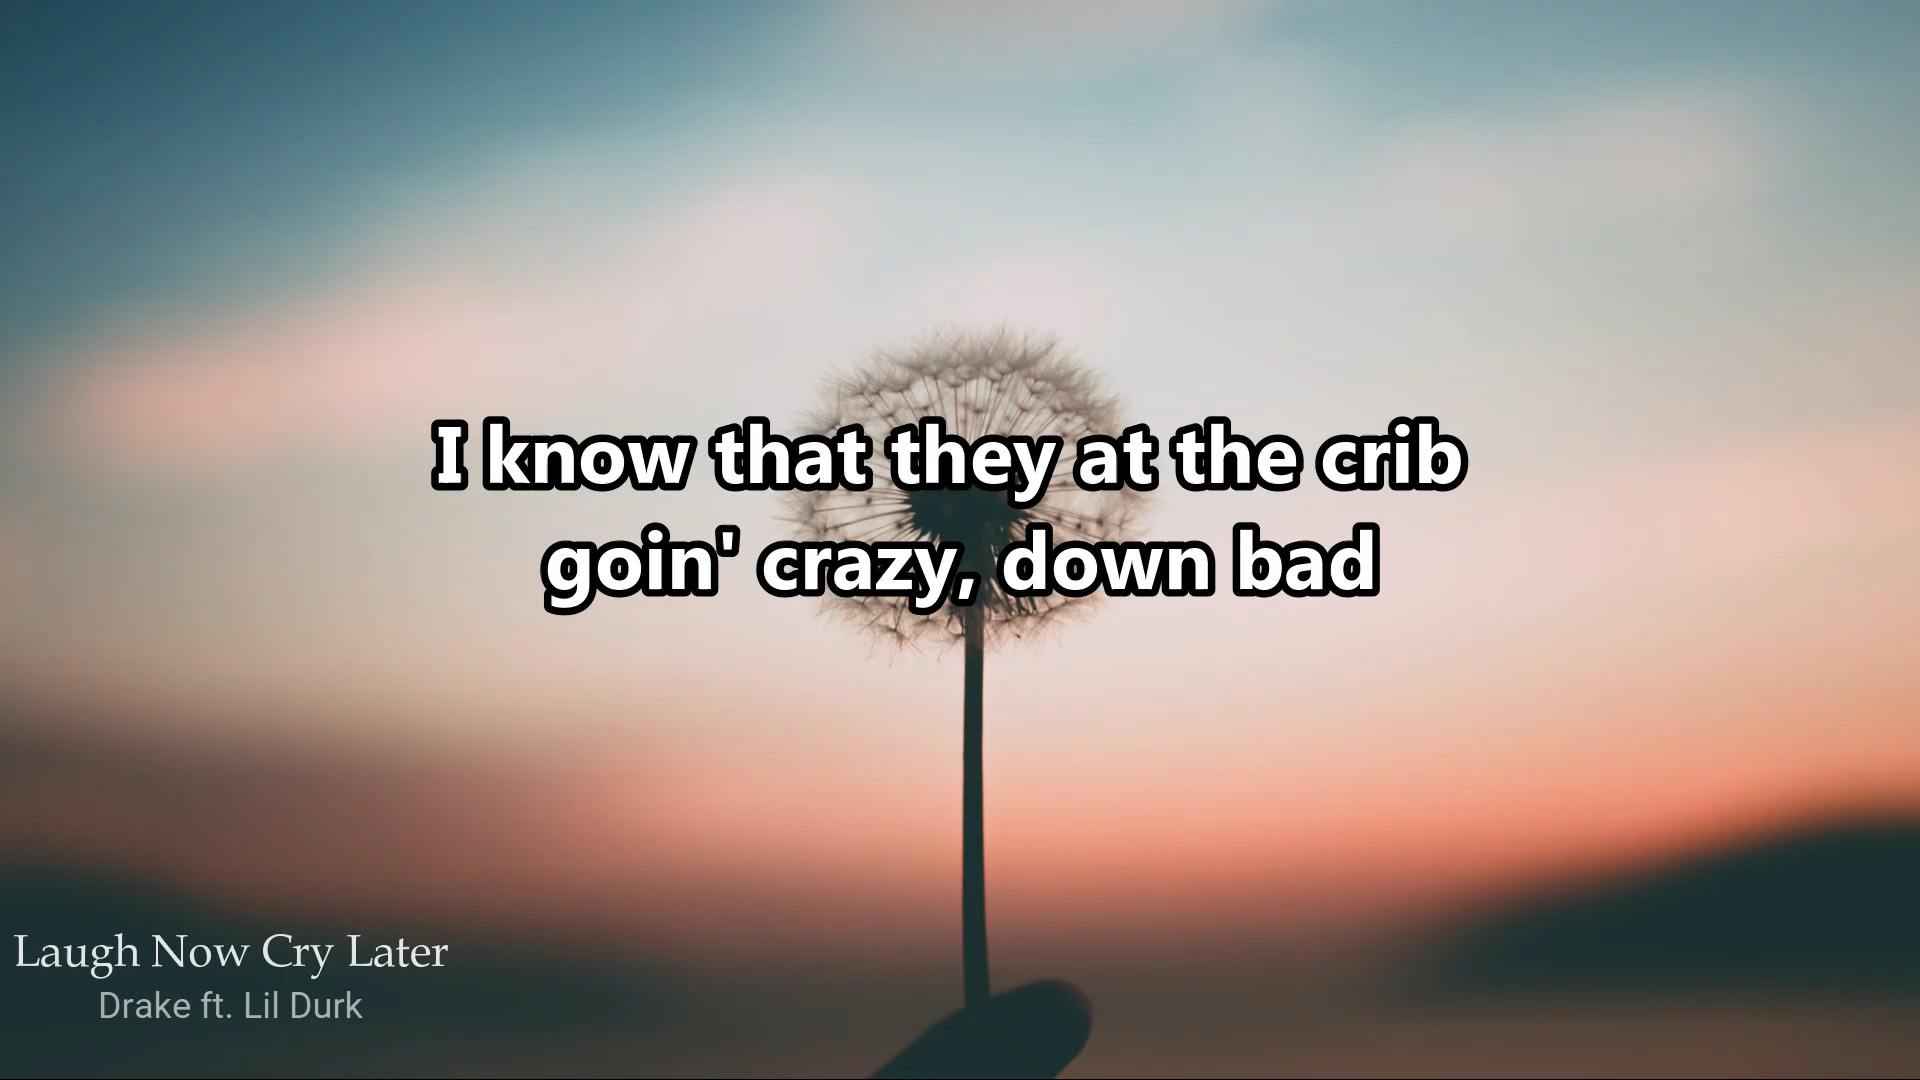 I know that they at the crib
goin' crazy, down bad
Laugh Now Cry Later
Drake ft. Lil Durk